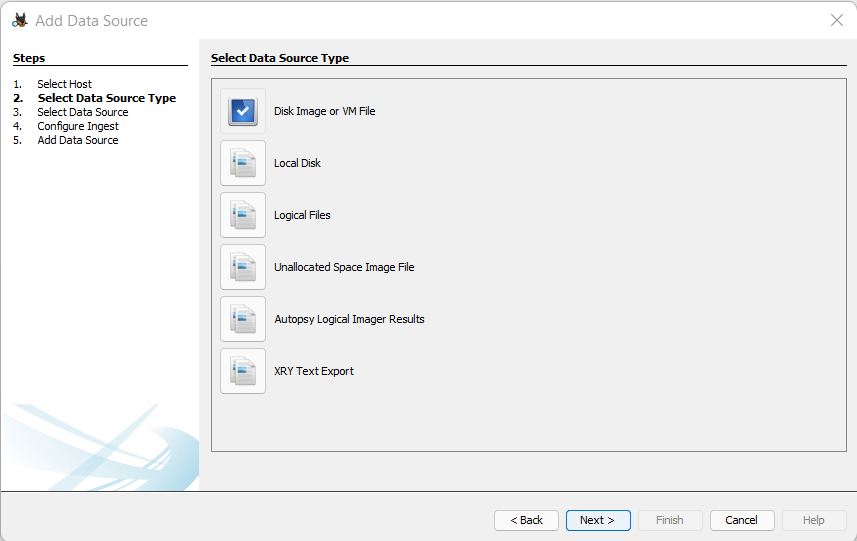 Add Data Source
Steps
1. Select Host
2. Select Data Source Type
3. Select Data Source
4. Configure Ingest
5. Add Data Source
Select Data Source Type
Disk Image or VM File
Local Disk
Logical Files
Unallocated Space Image File
Autopsy Logical Imager Results
XRY Text Export
< Back
Next >
Finish
Cancel
Help